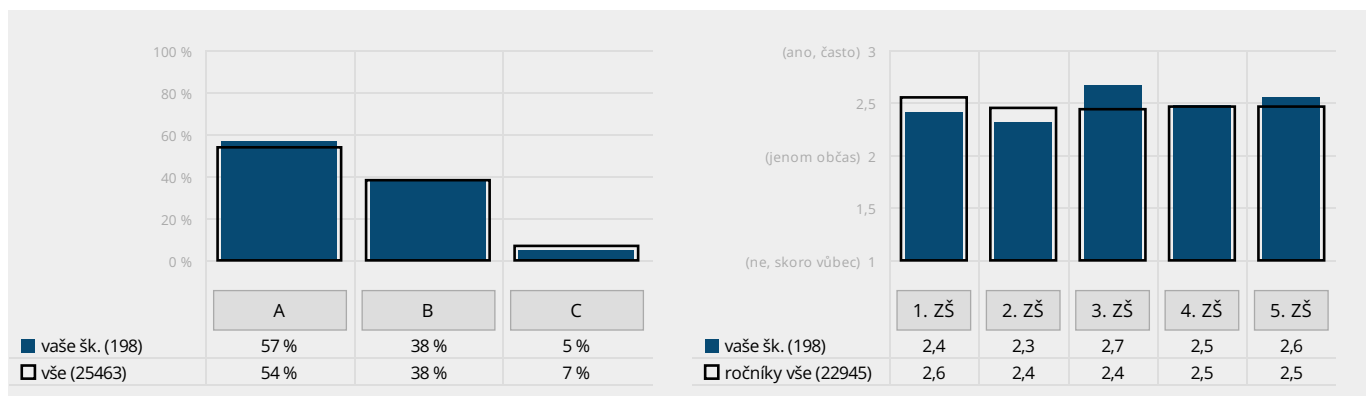 100 %
80 %
60 %
40 %
20 %
0 %
A B C
vaše šk. (198) 57 % 38 % 5 %
vše (25463) 54 % 38 % 7 %
(ano, často) 3
2,5
(jenom občas) 2
1,5
(ne, skoro vůbec) 1
1. ZŠ 2. ZŠ 3. ZŠ 4. ZŠ 5. ZŠ
vaše šk. (198) 2,4 2,3 2,7 2,5 2,6
ročníky vše (22945) 2,6 2,4 2,4 2,5 2,5